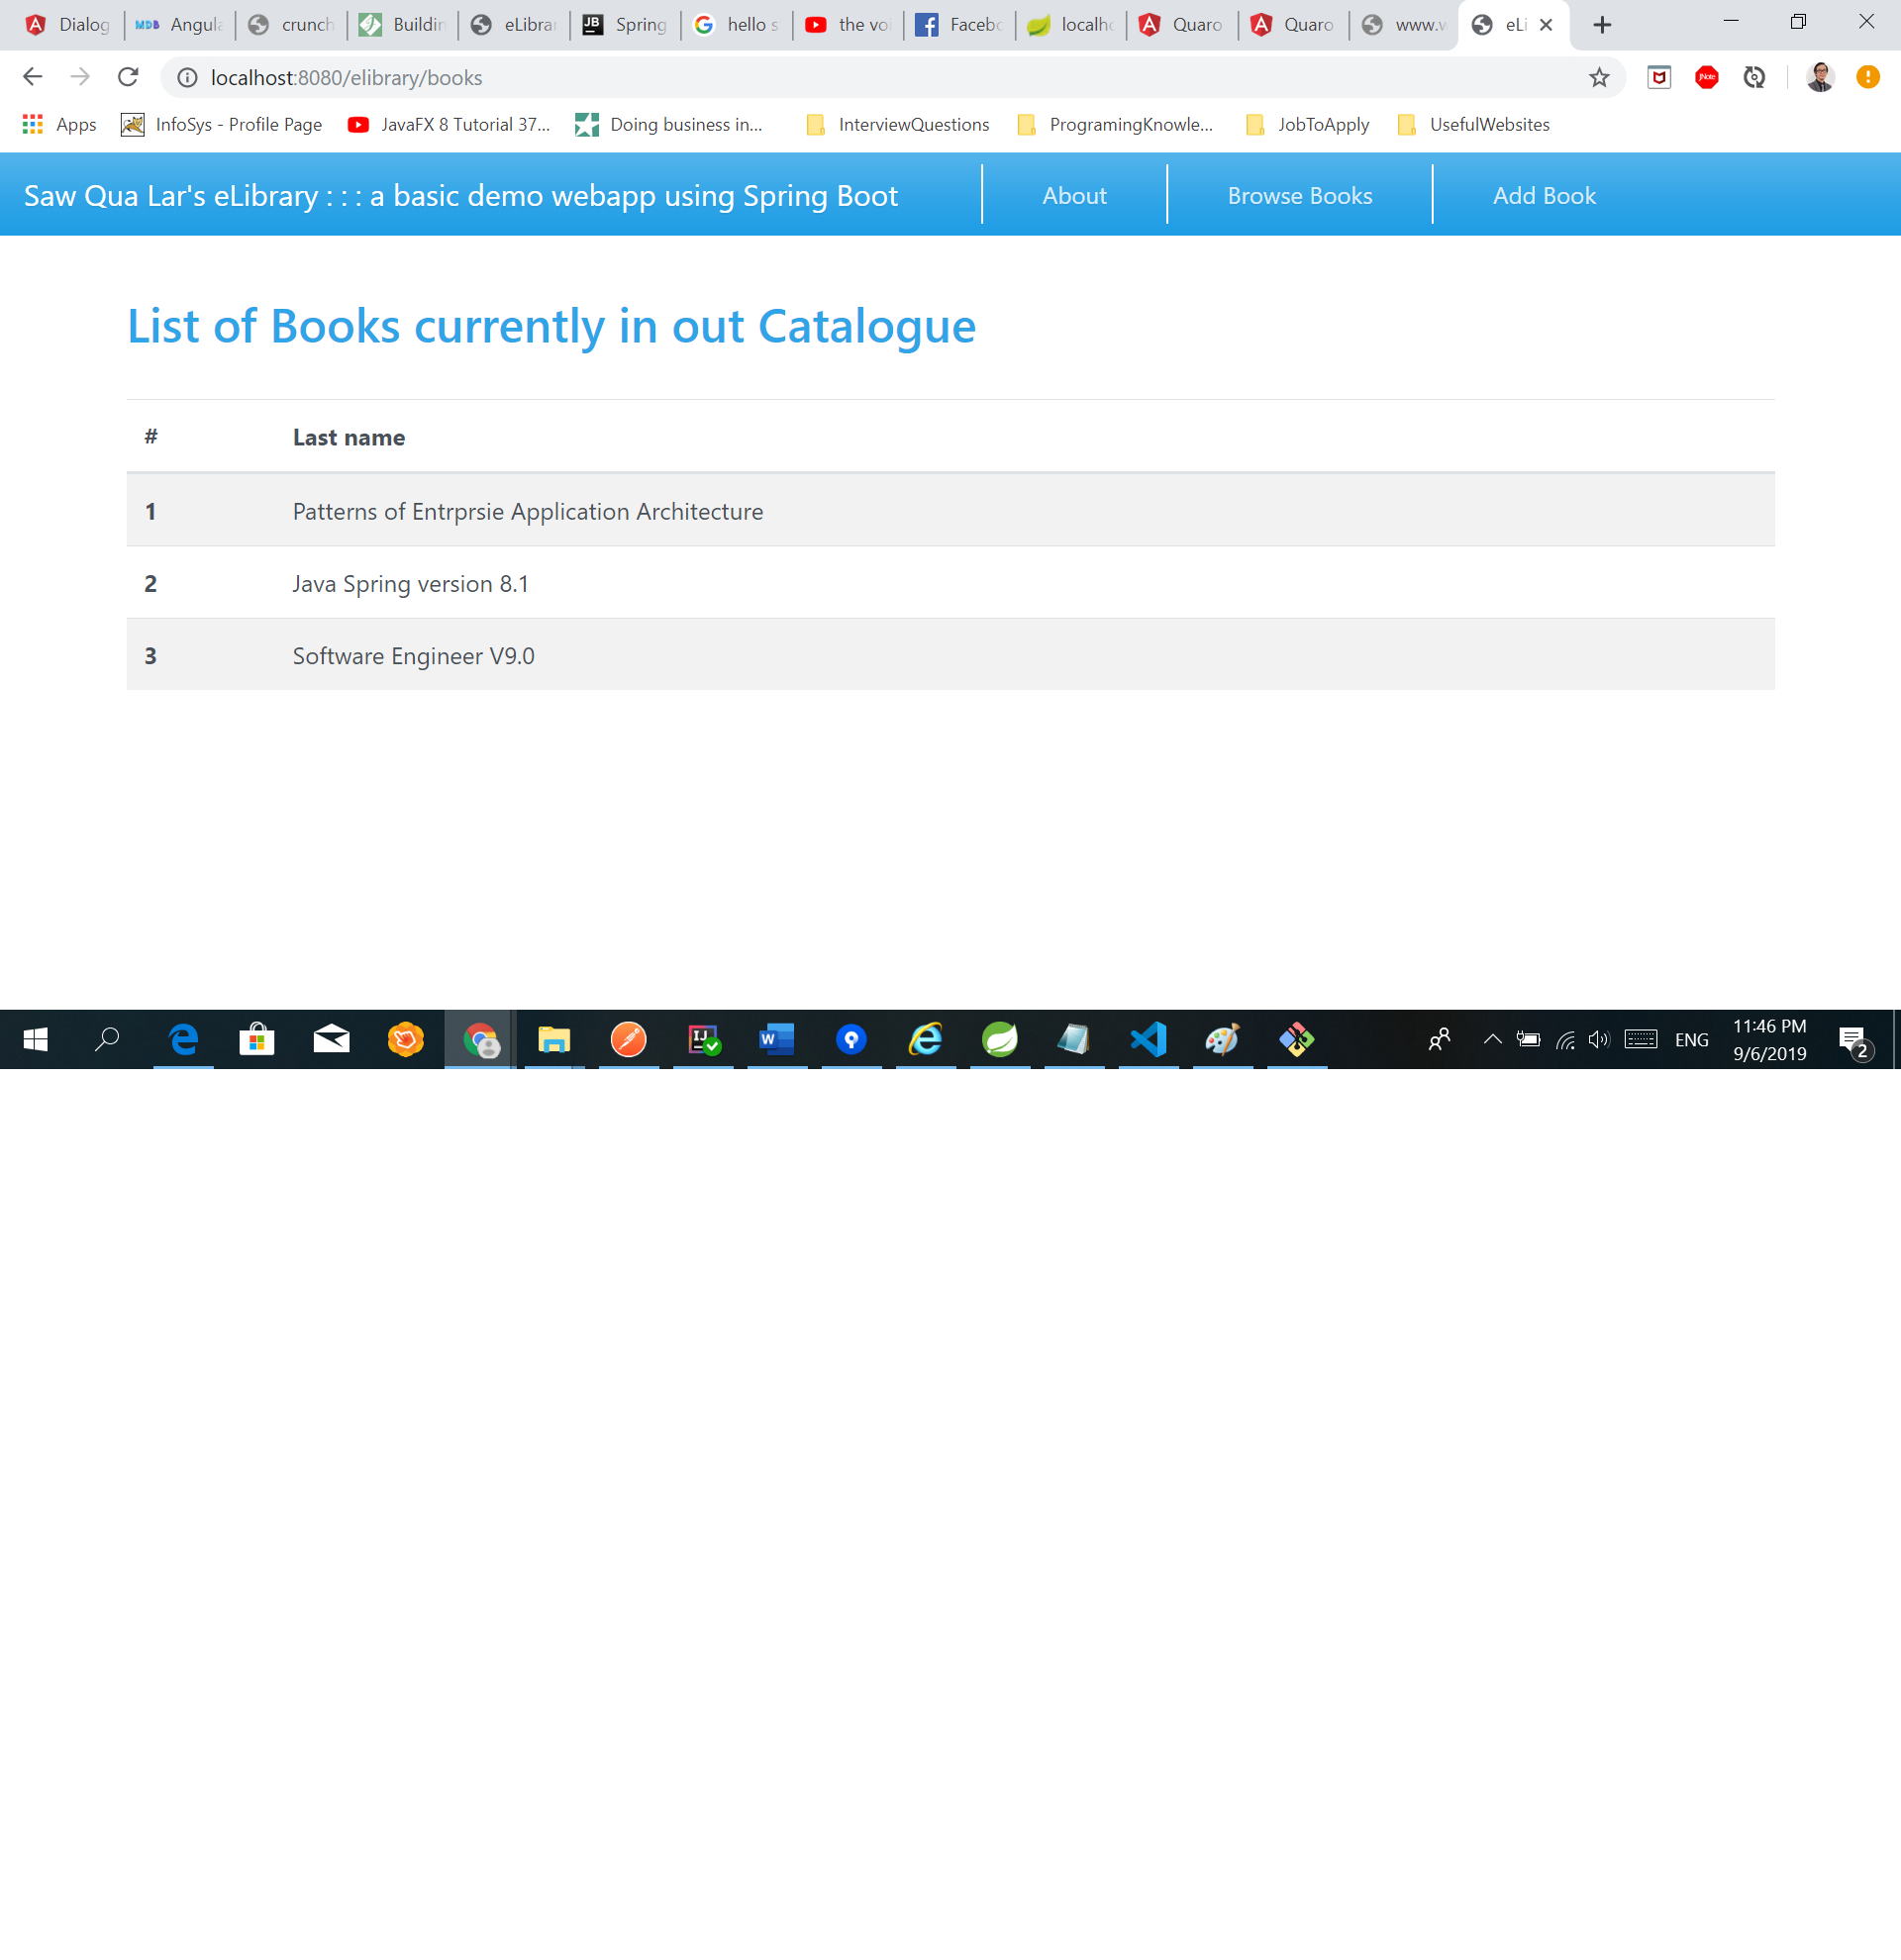 Dialog Angula crunch Buildin eLibrar Spring hello s the voi Facebo localho Quaro Quaro www.w eLi
localhost:8080/elibrary/books
Apps InfoSys - Profile Page JavaFX 8 Tutorial 37... Doing business in... InterviewQuestions ProgramingKnowle... JobToApply UsefulWebsites
Saw Qua Lar's eLibrary : : : a basic demo webapp using Spring Boot About Browse Books Add Book
List of Books currently in out Catalogue
# Last name
1 Patterns of Entrprsie Application Architecture
2 Java Spring version 8.1
3 Software Engineer V9.0
ENG 11:46 PM
9/6/2019 2